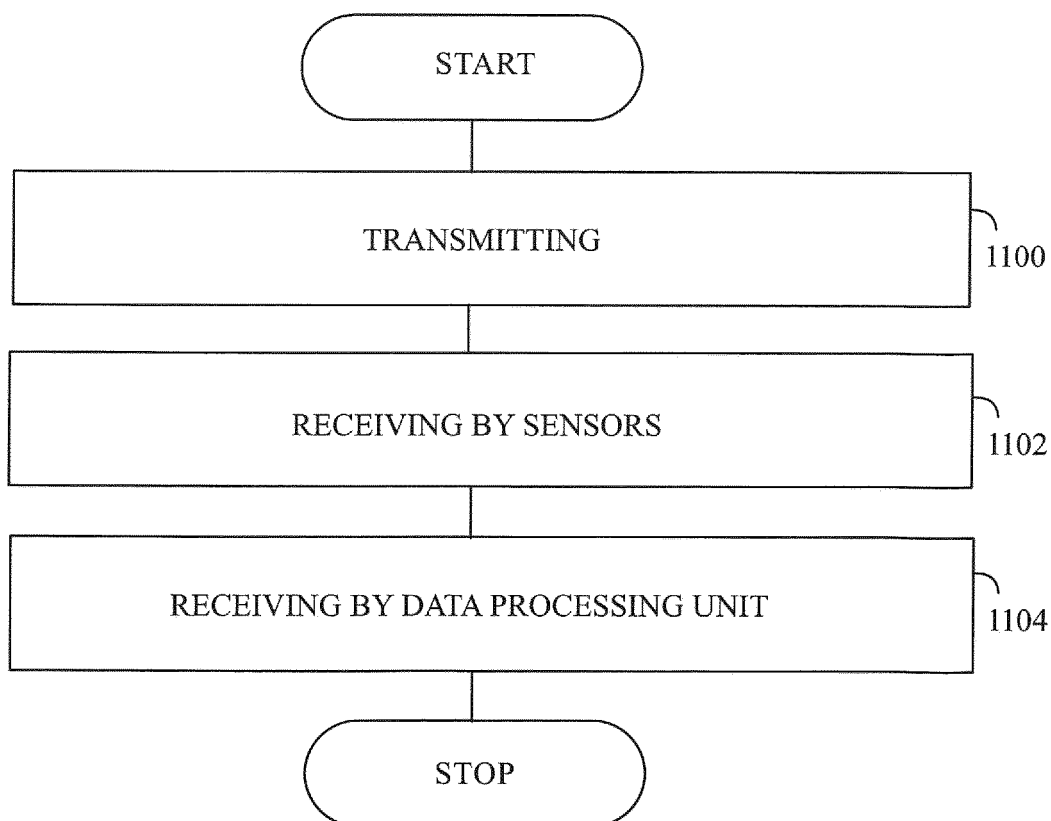 START
TRANSMITTING
1100
RECEIVING BY SENSORS
1102
RECEIVING BY DATA PROCESSING UNIT
1104
STOP